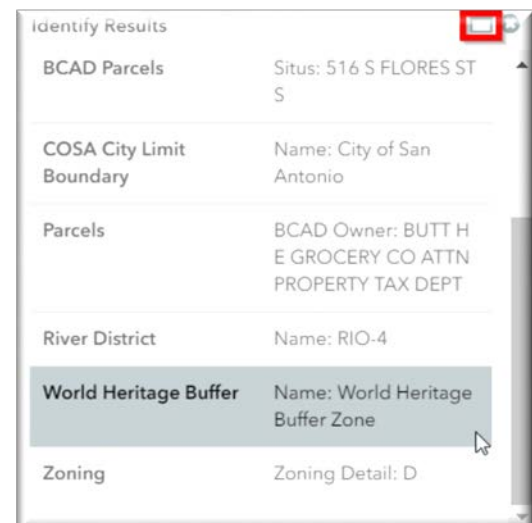 Identify Results
BCAD Parcels
Situs: 516 S FLORES ST
S
COSA City Limit
Boundary
Name: City of San
Antonio
Parcels
BCAD Owner: BUTT H
E GROCERY CO ATTN
PROPERTY TAX DEPT
River District
Name: RIO-4
World Heritage Buffer
Name: World Heritage
Buffer Zone
Zoning
Zoning Detail: D